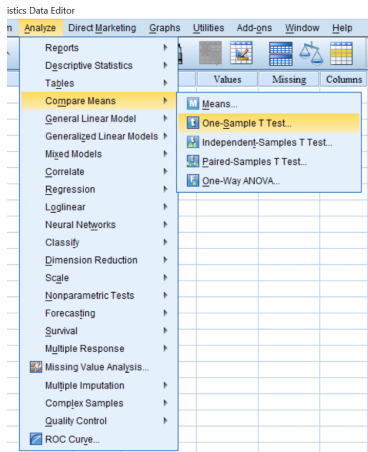 istics Data Editor
m Analyze Direct Marketing Graphs Utilities Add-ons Window Help
Values Missing Columns
Reports
Descriptive Statistics
Tables
Compare Means
General Linear Model
Generalized Linear Models
Mixed Models
Correlate
Regression
Loglinear
Neural Networks
Classify
Dimension Reduction
Scale
Nonparametric Tests
Forecasting
Survival
Multiple Response
Missing Value Analysis...
Multiple Imputation
Complex Samples
Quality Control
ROC Curve...
M Means...
t One-Sample T Test...
Independent-Samples T Test...
Paired-Samples T Test...
One-Way ANOVA...